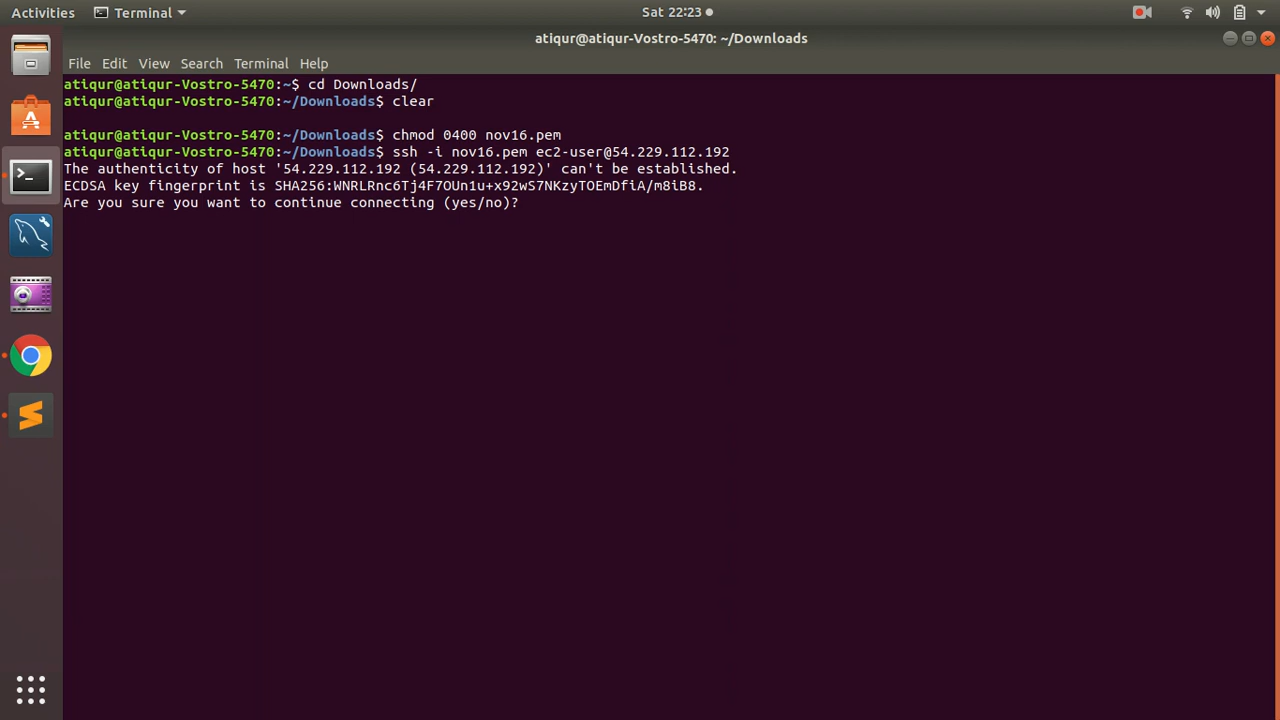 Activities Terminal Sat 22:23
atiqur@atiqur-Vostro-5470: ~/Downloads
File Edit View Search Terminal Help
atiqur@atiqur-Vostro-5470:~$ cd Downloads/
atiqur@atiqur-Vostro-5470:~/Downloads$ clear
atiqur@atiqur-Vostro-5470:~/Downloads$ chmod 0400 nov16.pem
atiqur@atiqur-Vostro-5470:~/Downloads$ ssh -i nov16.pem ec2-user@54.229.112.192
The authenticity of host '54.229.112.192 (54.229.112.192)' can't be established.
ECDSA key fingerprint is SHA256:WNRLRnc6Tj4F7OUn1u+x92wS7NKzyTOEmDfiA/m8iB8.
Are you sure you want to continue connecting (yes/no)?